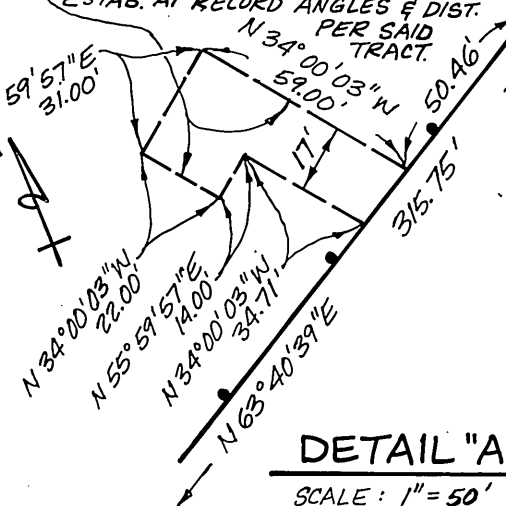 ESTAB. AT RECORD ANGLES & DIST.
PER SAID
TRACT.
N 34°00'03"W
59.00'
59'57"E
31.00'
50.46'
17'
315.75'
N 34°00'03"W
22.00'
N 55°59'57"E
14.00'
N 34°00'03"W
34.71'
N 63°40'39"E
DETAIL "A
SCALE: 1"=50'